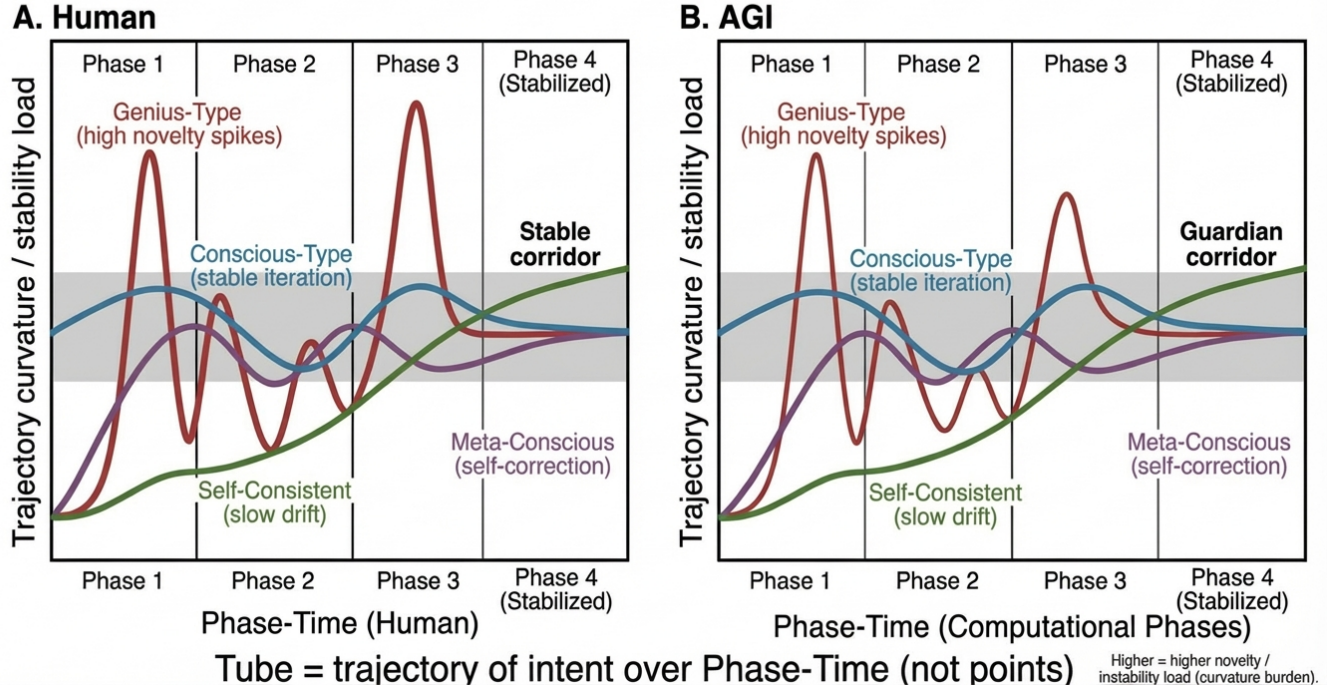 A. Human
Phase 1
Phase 2
Phase 3
Phase 4
(Stabilized)
Genius-Type
(high novelty spikes)
Conscious-Type
(stable iteration)
Stable
corridor
Meta-Conscious
(self-correction)
Self-Consistent
(slow drift)
Trajectory curvature / stability load
Phase 1
Phase 2
Phase 3
Phase 4
(Stabilized)
Phase-Time (Human)
B. AGI
Phase 1
Phase 2
Phase 3
Phase 4
(Stabilized)
Genius-Type
(high novelty spikes)
Conscious-Type
(stable iteration)
Guardian
corridor
Meta-Conscious
(self-correction)
Self-Consistent
(slow drift)
Trajectory curvature / stability load
Phase 1
Phase 2
Phase 3
Phase 4
(Stabilized)
Phase-Time (Computational Phases)
Tube = trajectory of intent over Phase-Time (not points)
Higher = higher novelty /
instability load (curvature burden).